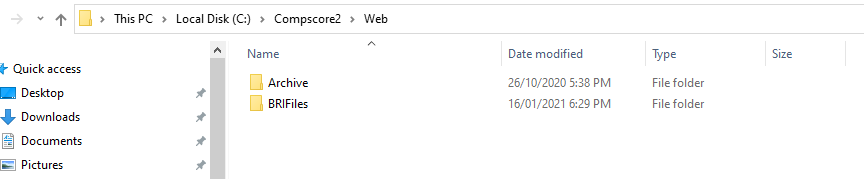 This PC > Local Disk (C:) > Compscore2 > Web
Name Date modified Type Size
Quick access
Archive 26/10/2020 5:38 PM File folder
Desktop
BRIFiles 16/01/2021 6:29 PM File folder
Downloads
Documents
Pictures